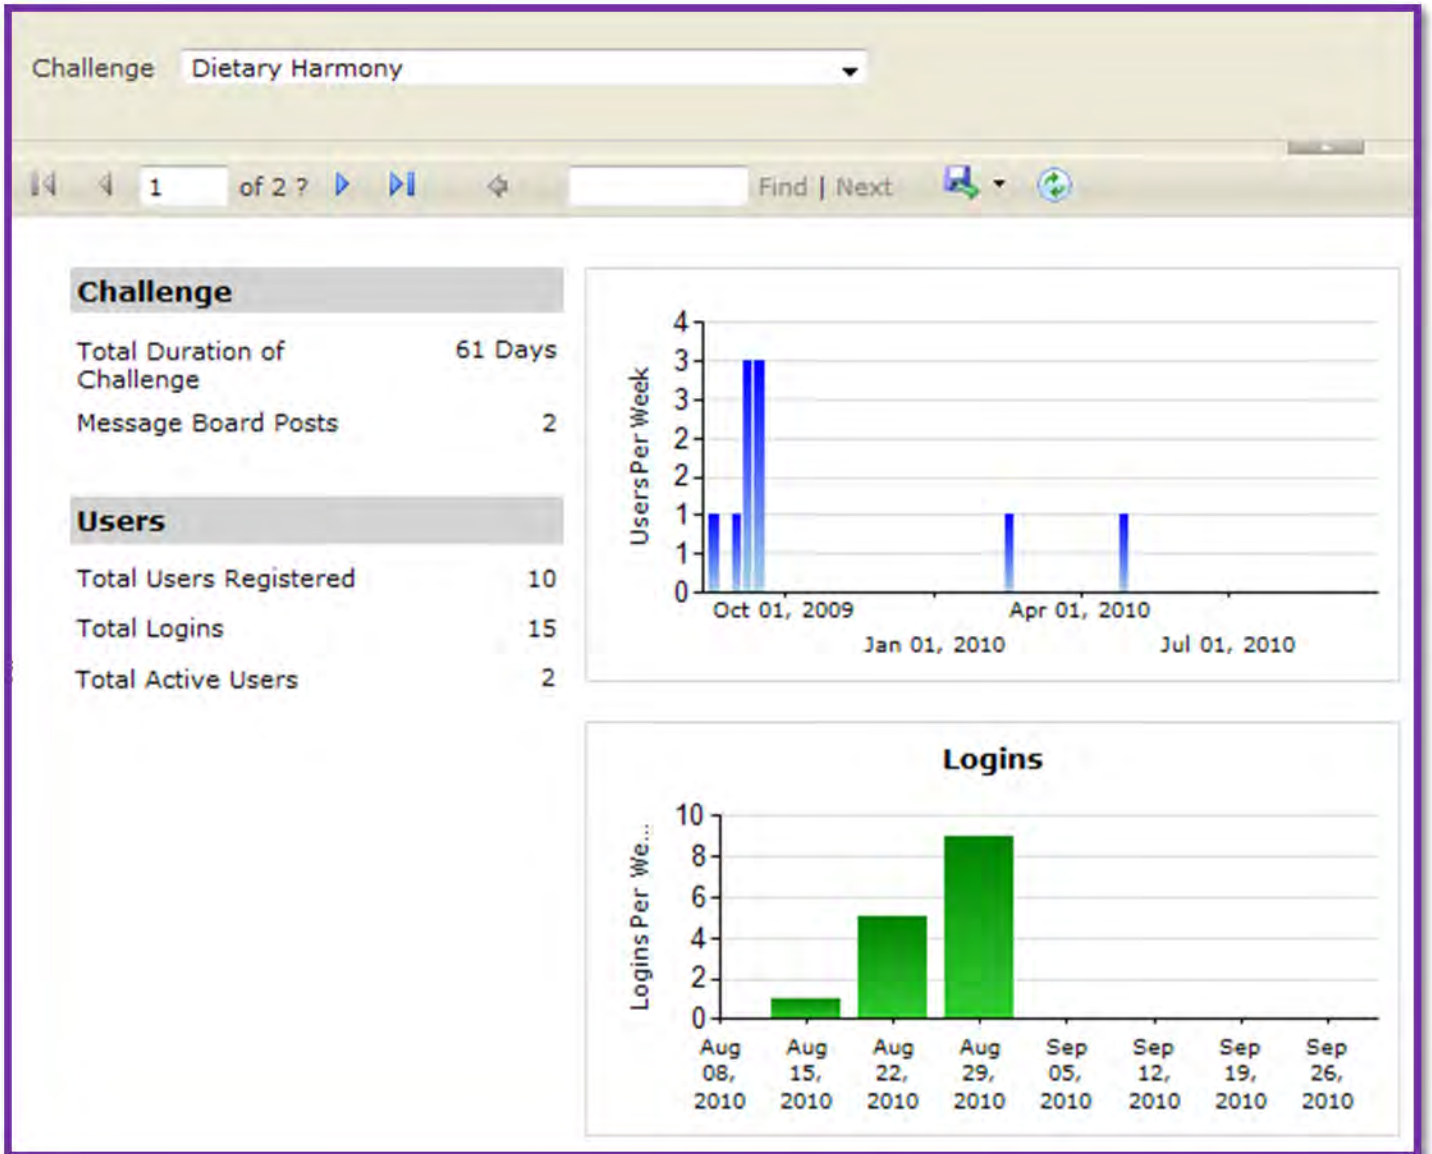 Challenge Dietary Harmony
1 of 2 ? Find | Next
Challenge
Total Duration of 61 Days
Challenge
Message Board Posts 2
Users
Total Users Registered 10
Total Logins 15
Total Active Users 2
Users Per Week
4
3
3
2
2
1
1
0
Oct 01, 2009 Apr 01, 2010
Jan 01, 2010 Jul 01, 2010
Logins
Logins Per We...
10
8
6
4
2
0
Aug Aug Aug Aug Sep Sep Sep Sep
08, 15, 22, 29, 05, 12, 19, 26,
2010 2010 2010 2010 2010 2010 2010 2010